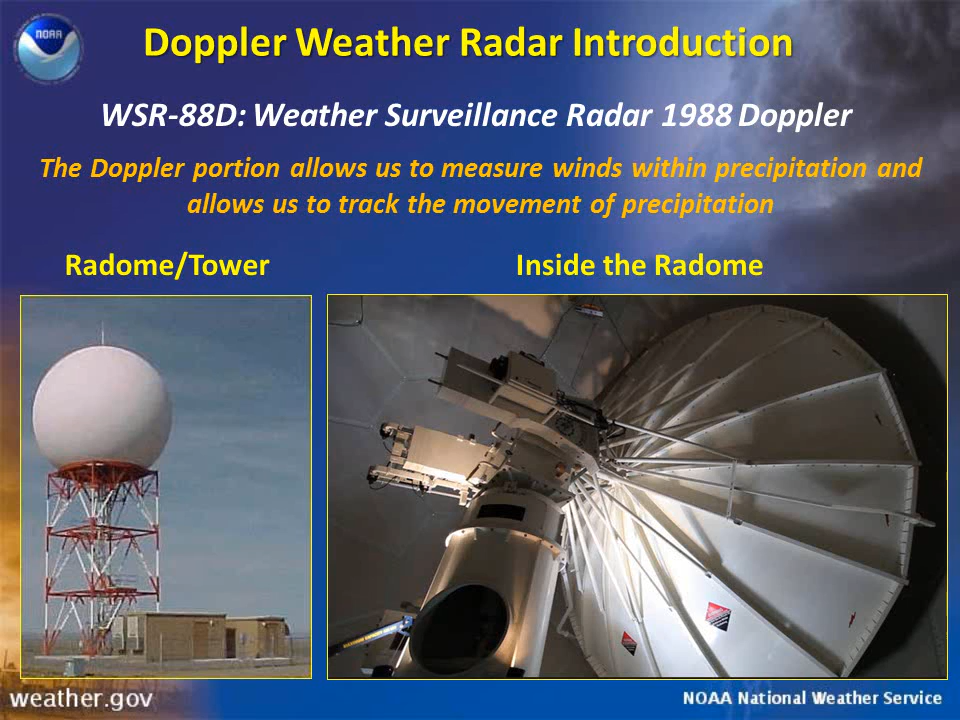 NOAA
Doppler Weather Radar Introduction
WSR-88D: Weather Surveillance Radar 1988 Doppler
The Doppler portion allows us to measure winds within precipitation and
allows us to track the movement of precipitation
Radome/Tower
Inside the Radome
weather.gov
NOAA National Weather Service